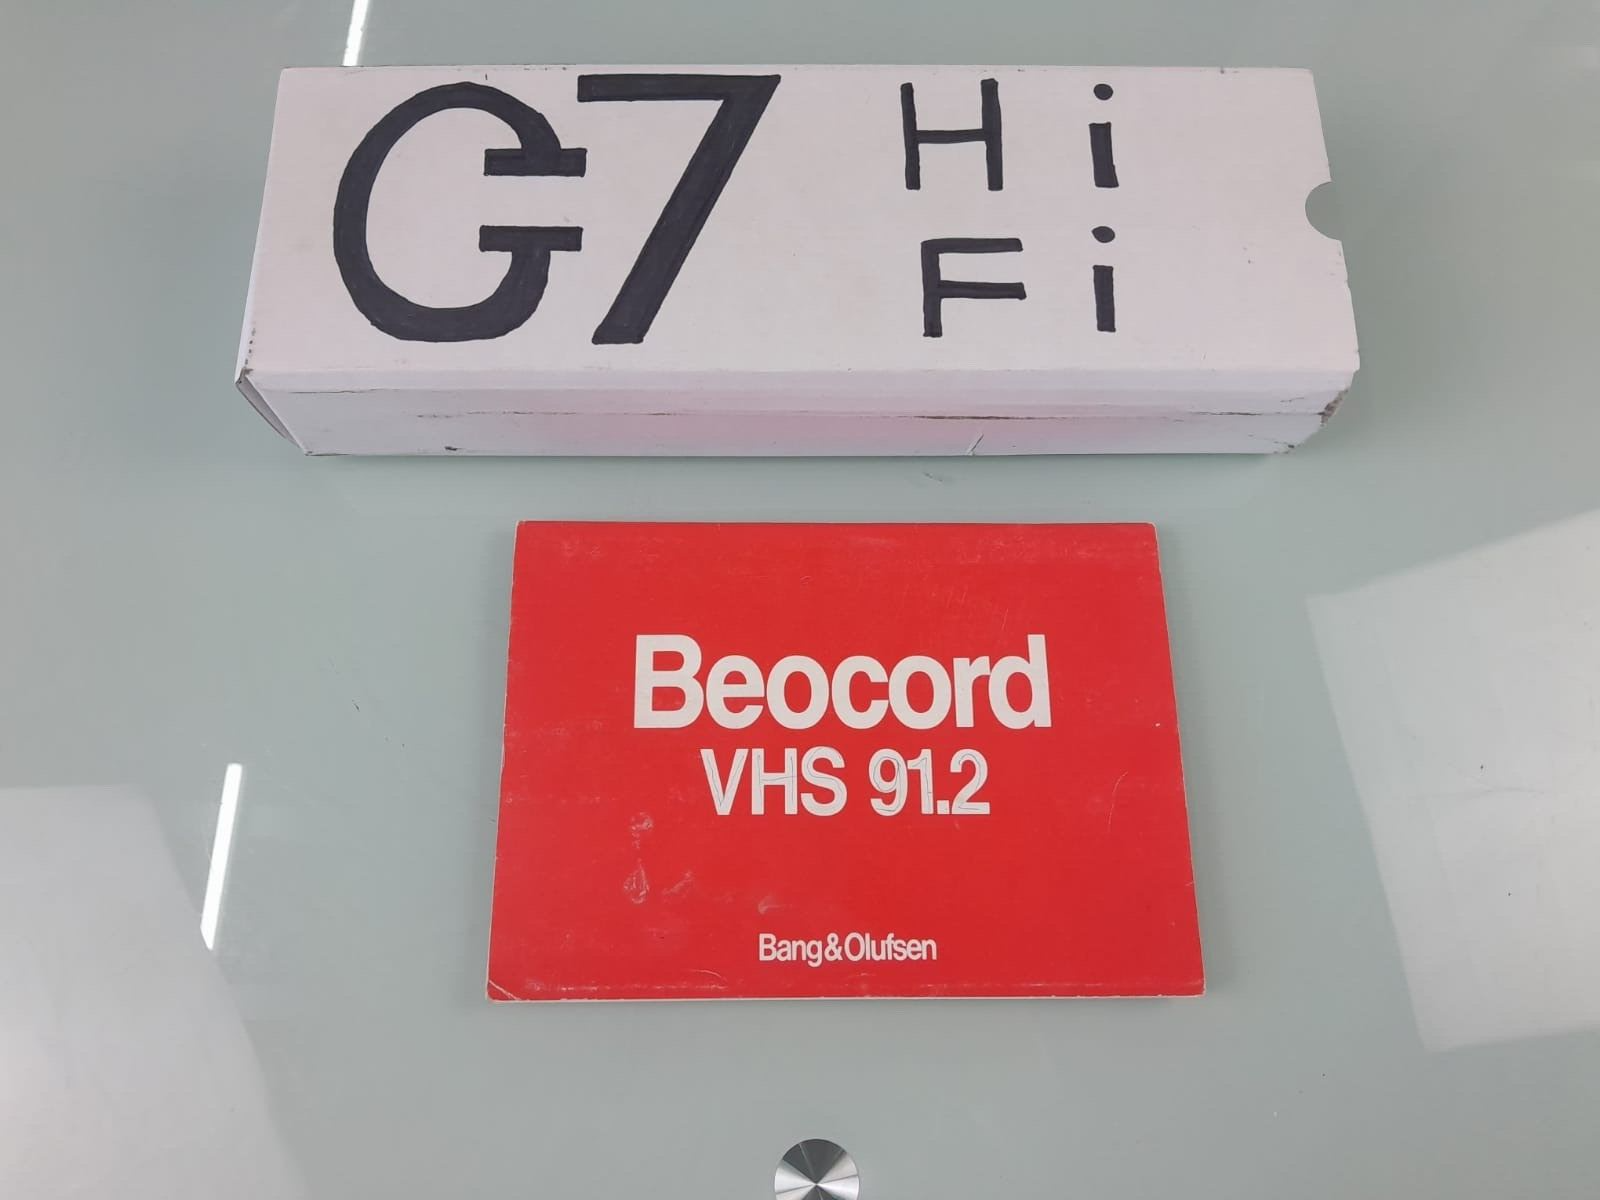 G7 Hi
Fi
Beocord
VHS 91.2
Bang&Olufsen